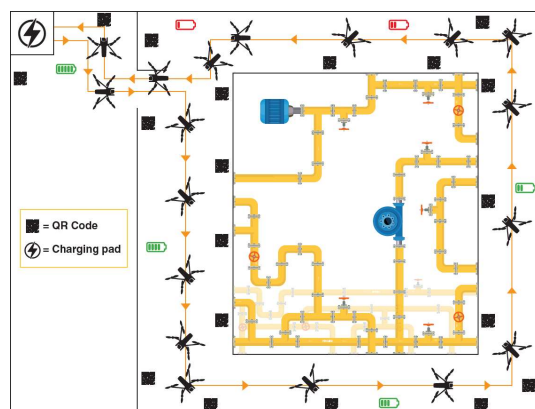 = QR Code
= Charging pad